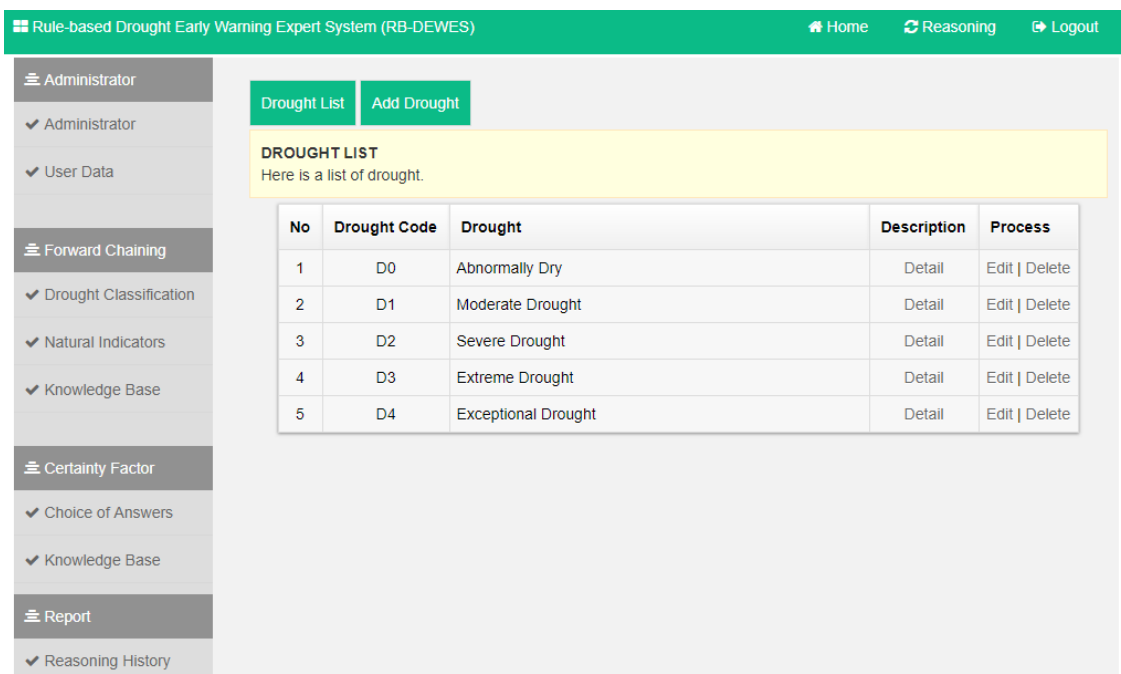 Rule-based Drought Early Warning Expert System (RB-DEWES) Home Reasoning Logout
Administrator
Administrator
User Data
Forward Chaining
Drought Classification
Natural Indicators
Knowledge Base
Certainty Factor
Choice of Answers
Knowledge Base
Report
Reasoning History
Drought List Add Drought
DROUGHT LIST
Here is a list of drought.
No Drought Code Drought Description Process
1 D0 Abnormally Dry Detail Edit | Delete
2 D1 Moderate Drought Detail Edit | Delete
3 D2 Severe Drought Detail Edit | Delete
4 D3 Extreme Drought Detail Edit | Delete
5 D4 Exceptional Drought Detail Edit | Delete